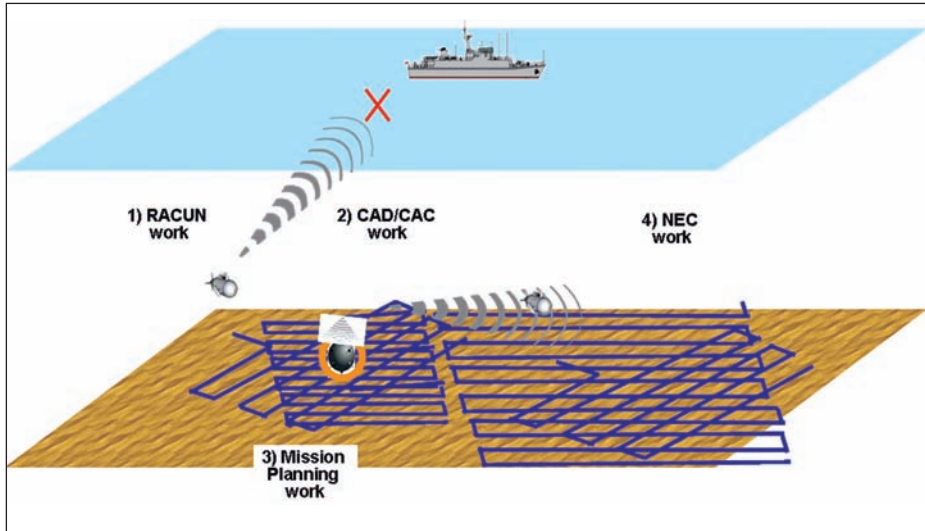 1) RACUN
work
2) CAD/CAC
work
4) NEC
work
3) Mission
Planning
work